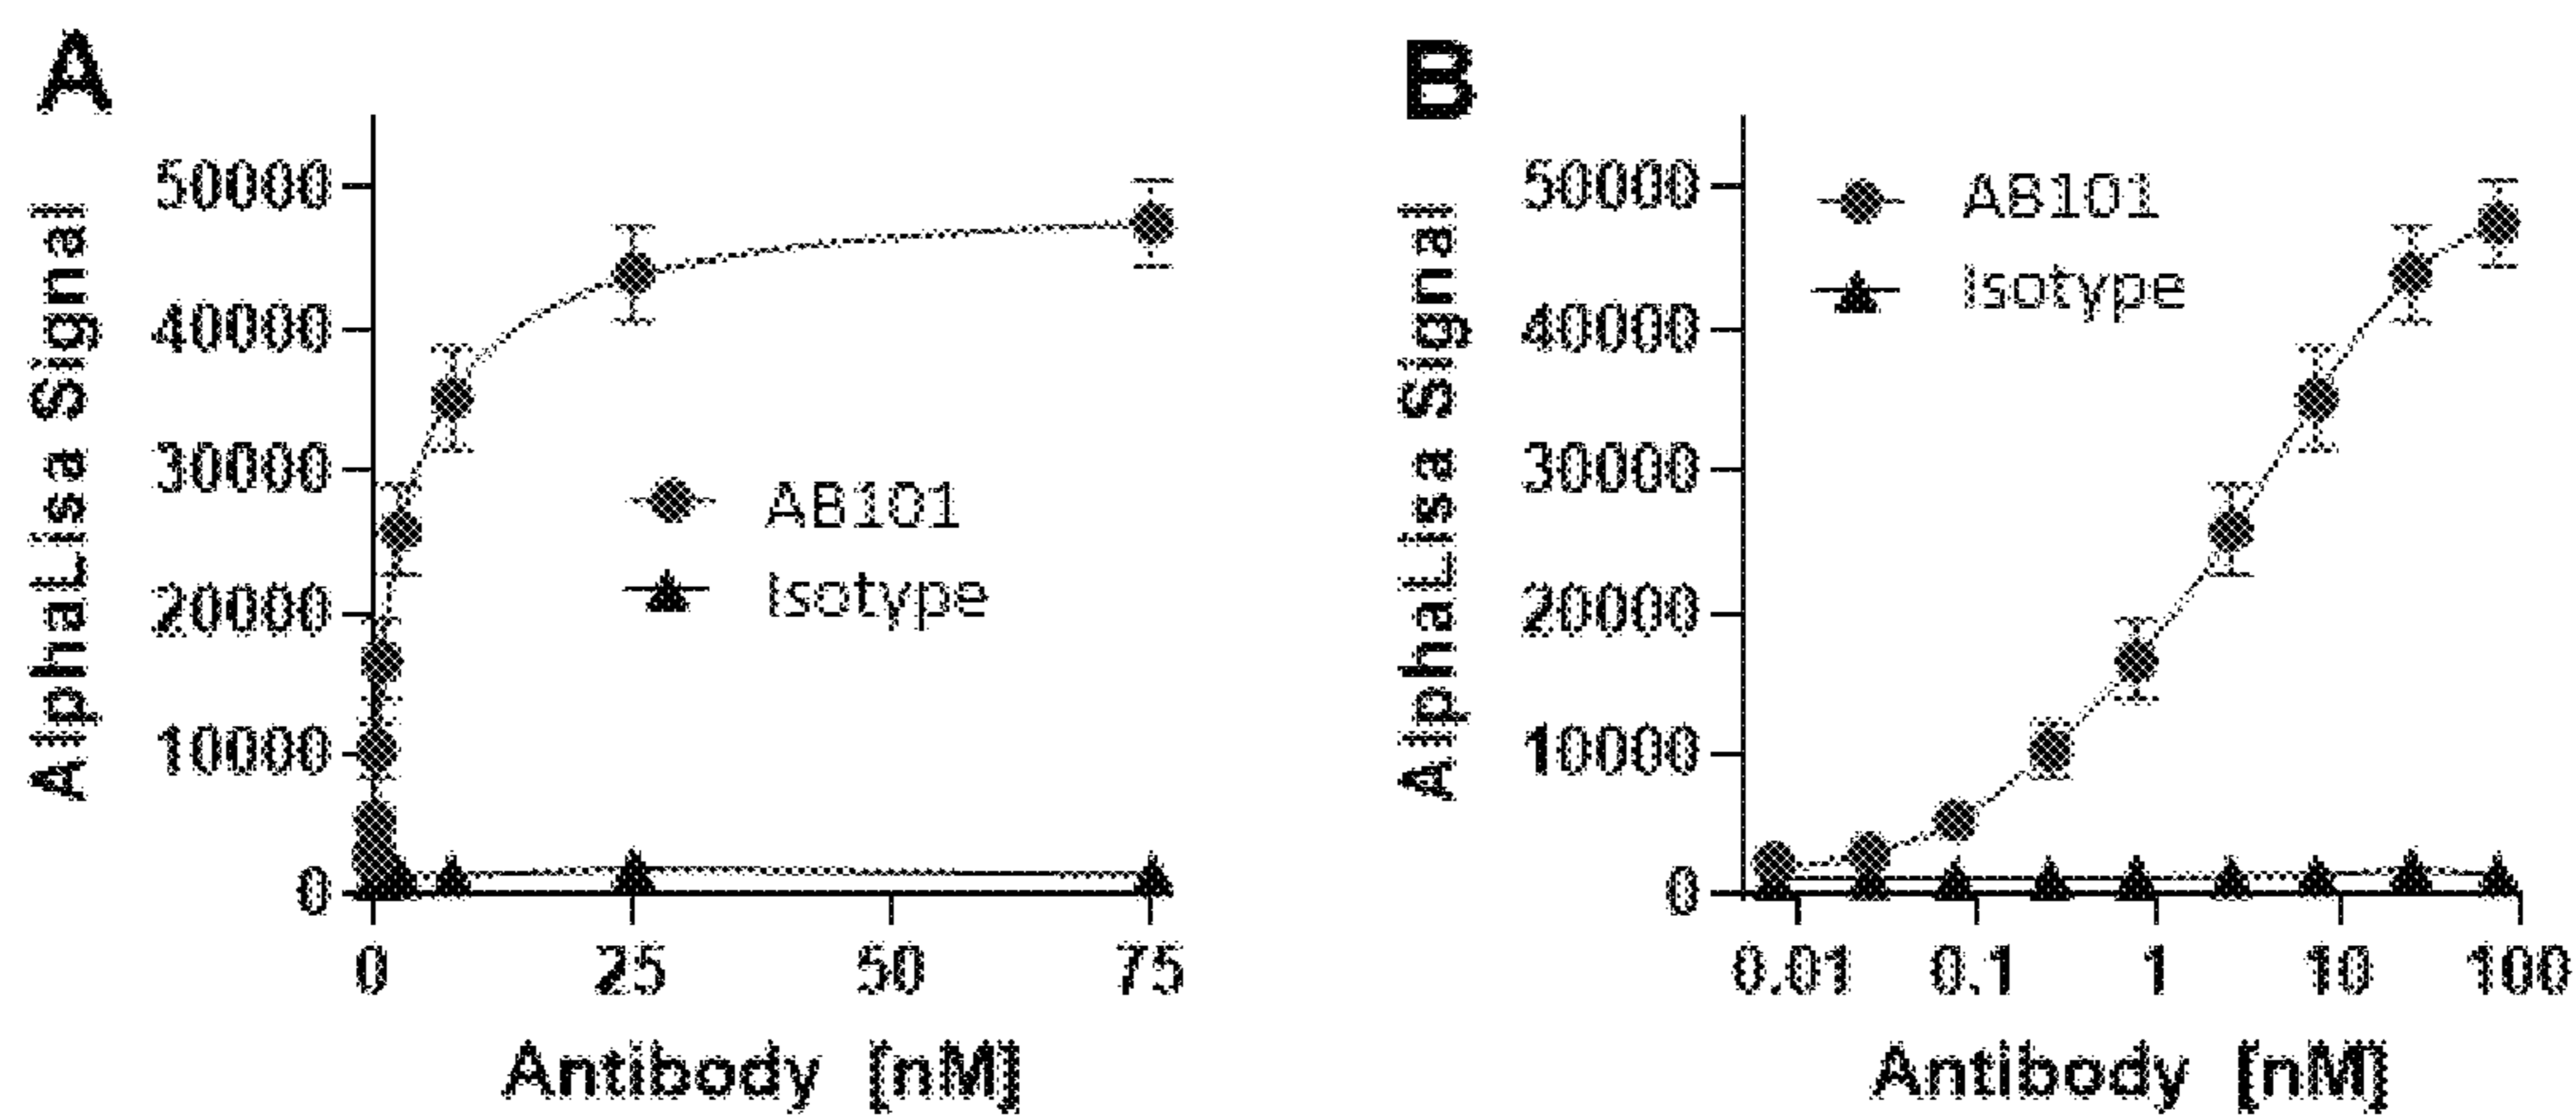 A
AlphaLisa Signal
50000
40000
30000
20000
10000
0
AB101
Isotype
0 25 50 75
Antibody [nM]
B
AlphaLisa Signal
50000
40000
30000
20000
10000
0
AB101
Isotype
0.01 0.1 1 10 100
Antibody [nM]